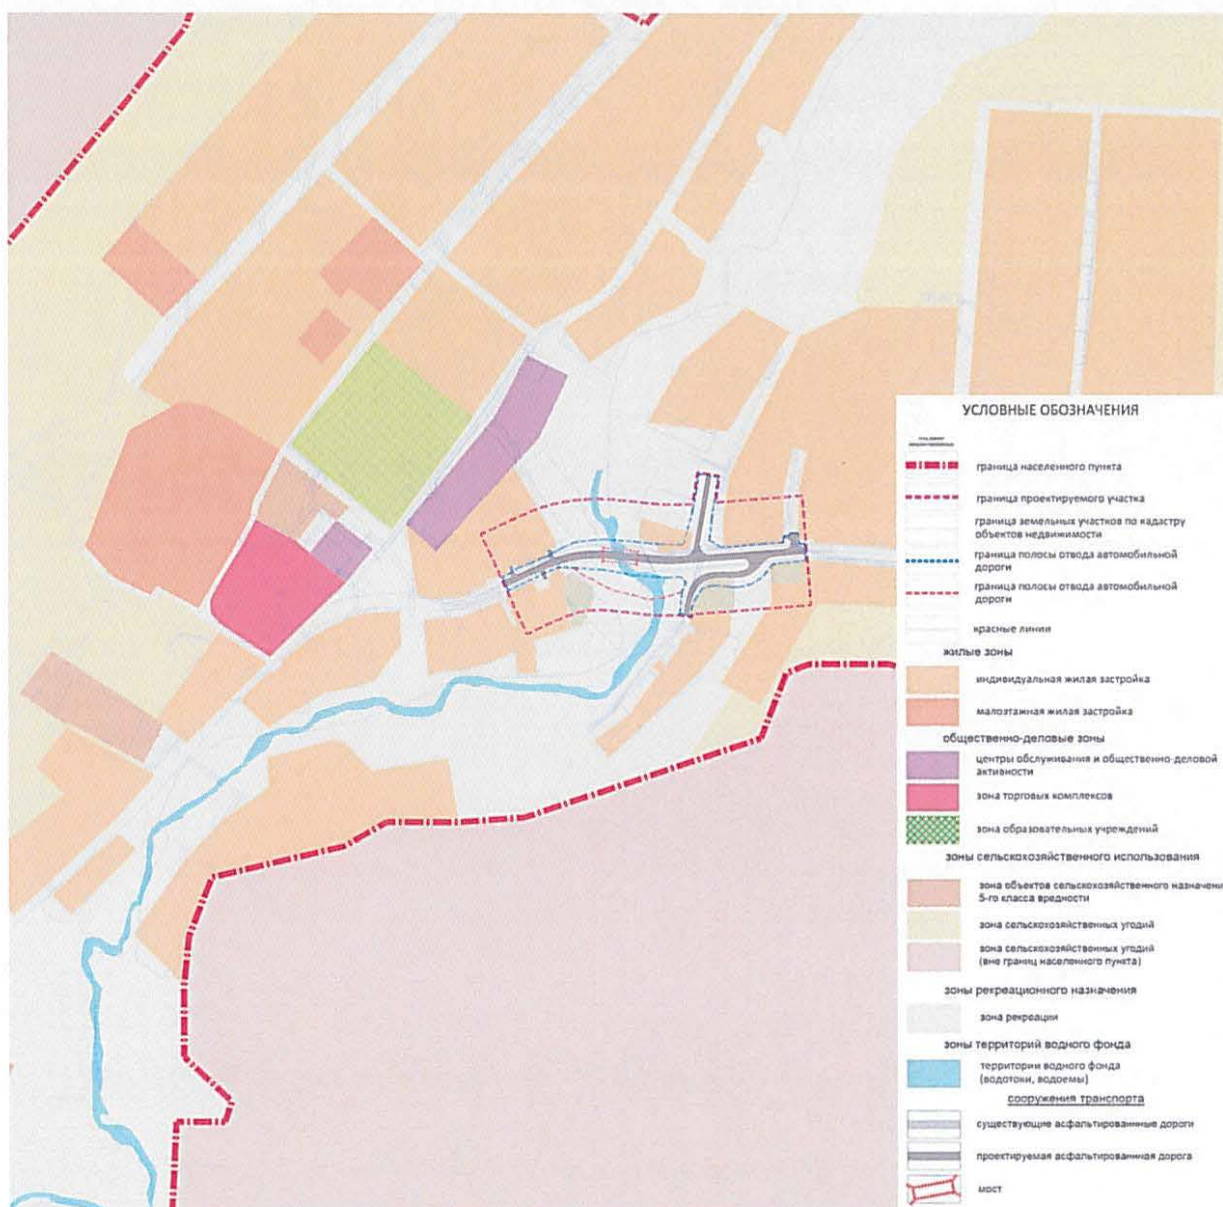 УСЛОВНЫЕ ОБОЗНАЧЕНИЯ
граница населенного пункта
граница проектируемого участка
граница земельных участков по кадастру
объектов недвижимости
граница полосы отвода автомобильной
дороги
граница полосы отвода автомобильной
дороги
красные линии
жилые зоны
индивидуальная жилая застройка
малоэтажная жилая застройка
общественно-деловые зоны
центры обслуживания и общественно-деловой
активности
зона торговых комплексов
зона образовательных учреждений
зоны сельскохозяйственного использования
зона объектов сельскохозяйственного назначени
5-го класса вредности
зона сельскохозяйственных угодий
зона сельскохозяйственных угодий
(вне границ населенного пункта)
зоны рекреационного назначения
зона рекреации
зоны территорий водного фонда
территории водного фонда
(водотоки, водоемы)
сооружения транспорта
существующие асфальтированные дороги
проектируемая асфальтированная дорога
мост